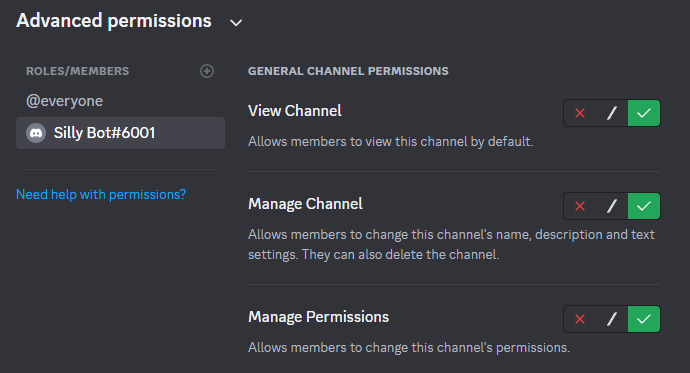 Advanced permissions
ROLES/MEMBERS
@everyone
Silly Bot#6001
Need help with permissions?
GENERAL CHANNEL PERMISSIONS
View Channel
Allows members to view this channel by default.
Manage Channel
Allows members to change this channel's name, description and text
settings. They can also delete the channel.
Manage Permissions
Allows members to change this channel's permissions.